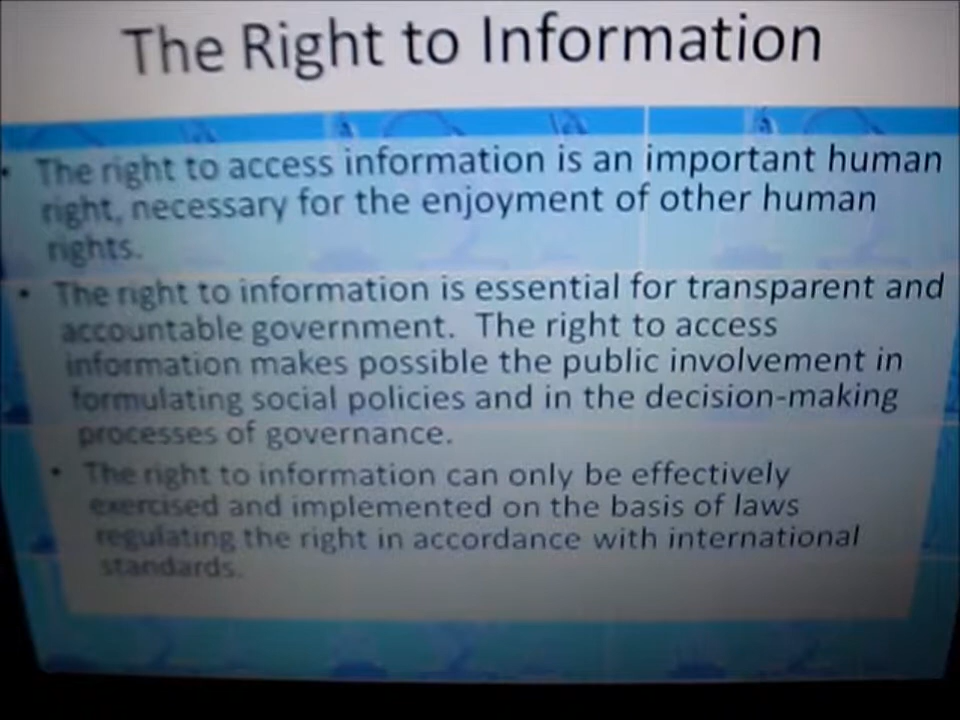 The Right to Information
• The right to access information is an important human
right, necessary for the enjoyment of other human
rights.
• The right to information is essential for transparent and
accountable government.  The right to access
information makes possible the public involvement in
formulating social policies and in the decision-making
processes of governance.
• The right to information can only be effectively
exercised and implemented on the basis of laws
regulating the right in accordance with international
standards.